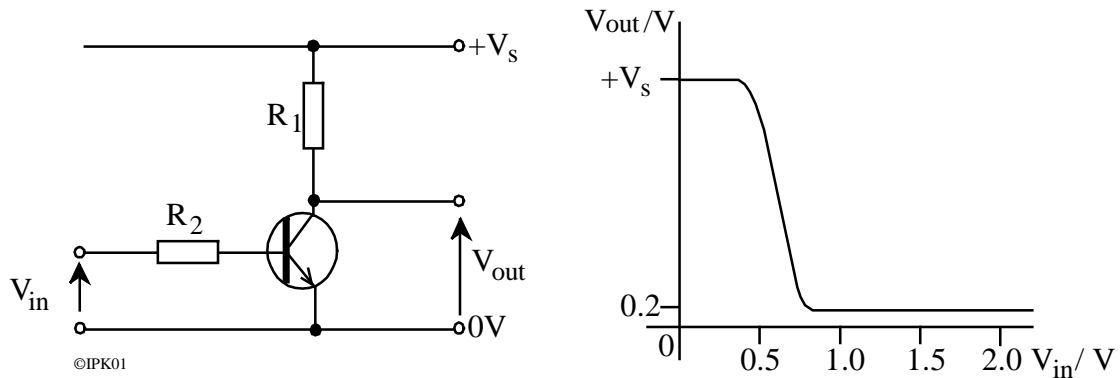 +Vs
R1
R2
Vin
Vout
0V
©IPK01
Vout /V
+Vs
0.2
0
0.5
1.0
1.5
2.0
Vin/ V